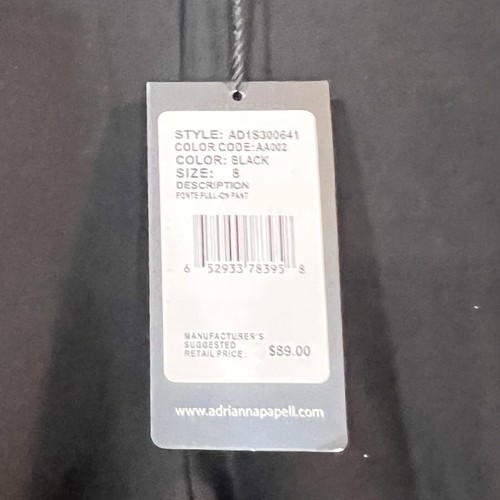 STYLE: AD1S300641
COLOR CODE: AA002
COLOR: BLACK
SIZE: 8
DESCRIPTION
PONTE PULL-ON PANT
6 52933 78395 8
MANUFACTURER'S
SUGGESTED
RETAIL PRICE: $89.00
www.adriannapapell.com